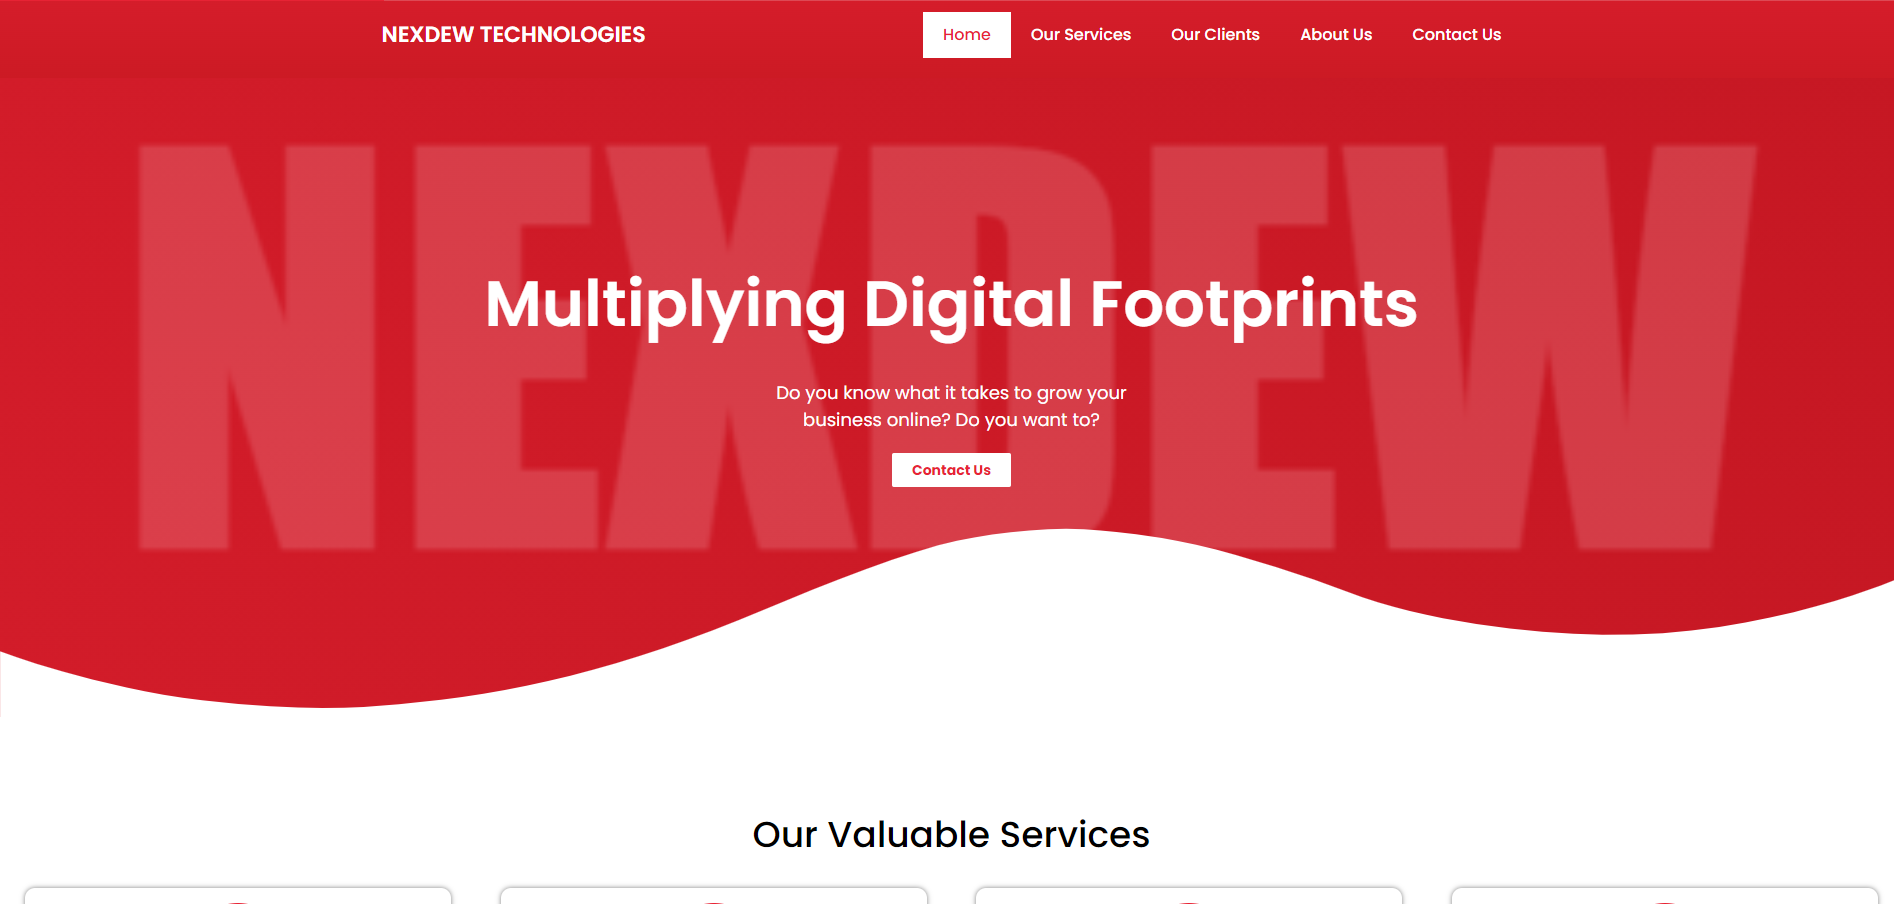 NEXDEW TECHNOLOGIES
Home
Our Services
Our Clients
About Us
Contact Us
NEXDEW
Multiplying Digital Footprints
Do you know what it takes to grow your
business online? Do you want to?
Contact Us
Our Valuable Services